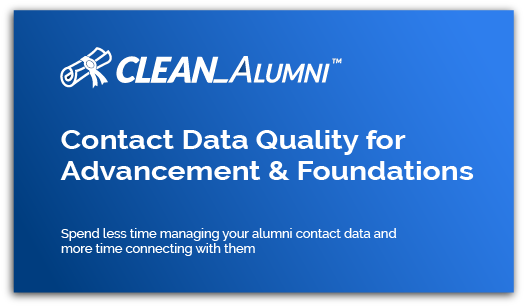 CLEAN_ALUMNI™
Contact Data Quality for
Advancement & Foundations
Spend less time managing your alumni contact data and
more time connecting with them